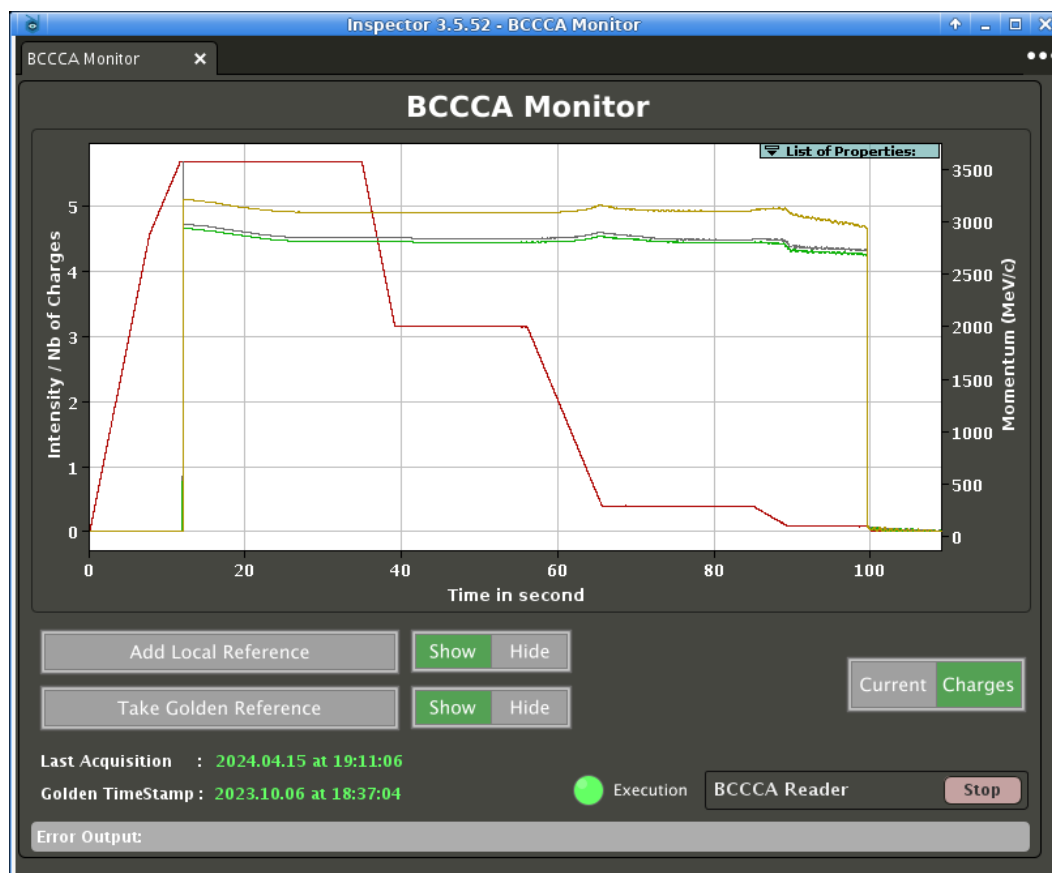 Inspector 3.5.52 - BCCCA Monitor
BCCCA Monitor
BCCCA Monitor
List of Properties:
Intensity / Nb of Charges
5
4
3
2
1
0
3500
3000
2500
2000
1500
1000
500
0
Momentum (MeV/c)
0 20 40 60 80 100
Time in second
Add Local Reference Show Hide
Take Golden Reference Show Hide
Current Charges
Last Acquisition : 2024.04.15 at 19:11:06
Golden TimeStamp : 2023.10.06 at 18:37:04
Execution BCCCA Reader Stop
Error Output: